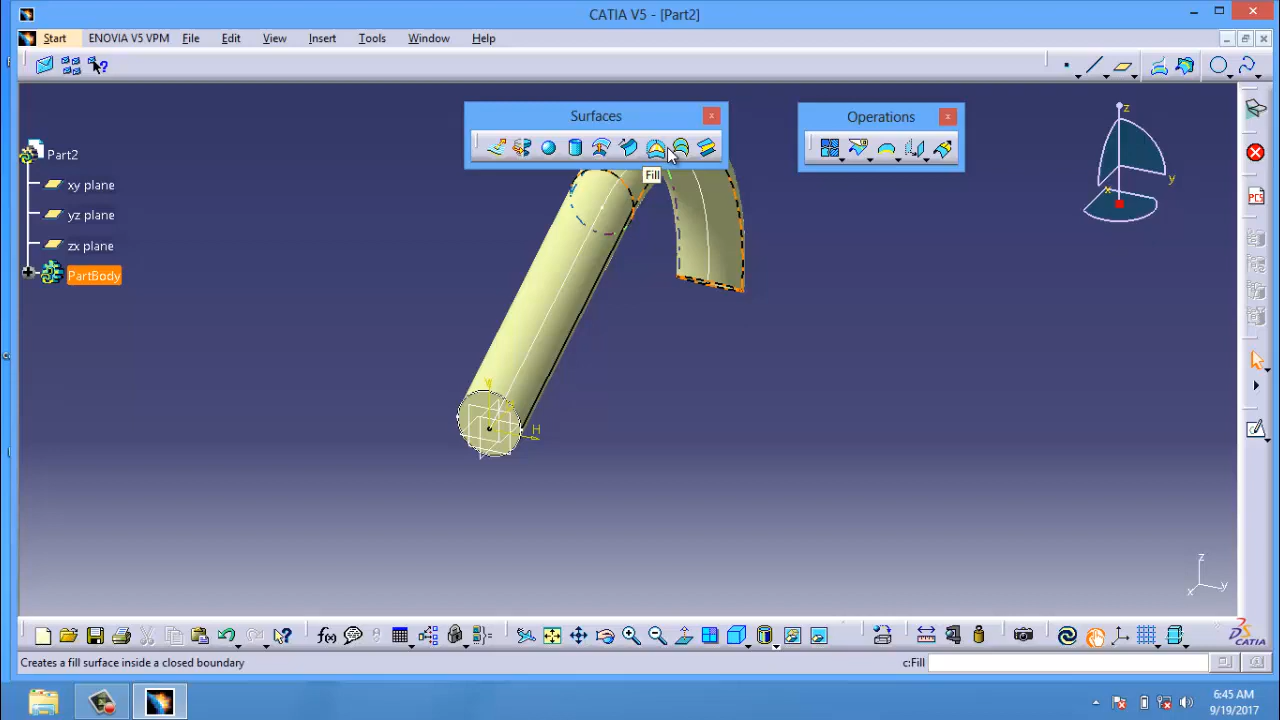 CATIA V5 - [Part2]
Start ENOVIA V5 VPM File Edit View Insert Tools Window Help
Surfaces
Operations
Fill
Part2
xy plane
yz plane
zx plane
PartBody
z
y
x
PCS
V
H
z
x y
f(x)
CATIA
Creates a fill surface inside a closed boundary
c:Fill
6:45 AM
9/19/2017